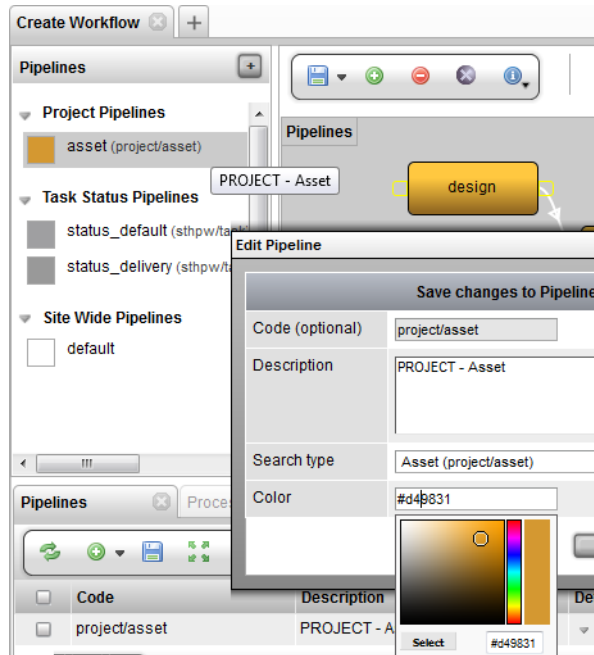 Create Workflow
Pipelines
Project Pipelines
asset (project/asset)
PROJECT - Asset
Task Status Pipelines
status_default (sthpw/ta
status_delivery (sthpw/t
Site Wide Pipelines
default
Pipelines
design
Edit Pipeline
Save changes to Pipeline
Code (optional)
project/asset
Description
PROJECT - Asset
Search type
Asset (project/asset)
Color
#d49831
Select
#d49831
Pipelines
Proce
Code
Description
De
project/asset
PROJECT - A